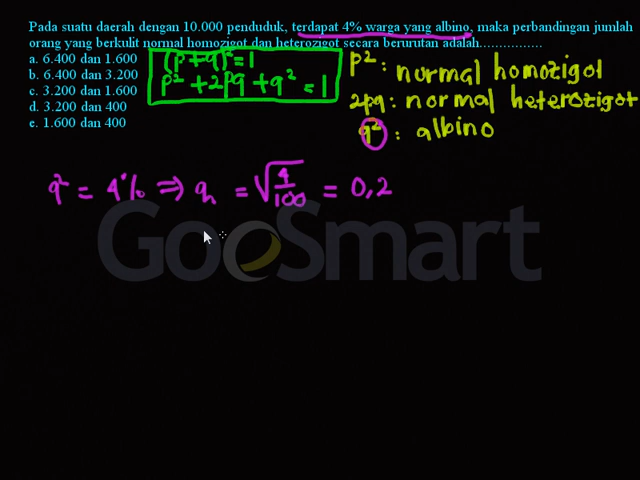 Pada suatu daerah dengan 10.000 penduduk, terdapat 4% warga yang albino, maka perbandingan jumlah
orang yang berkulit normal homozigot dan heterozigot secara berurutan adalah................
a. 6.400 dan 1.600
b. 6.400 dan 3.200
c. 3.200 dan 1.600
d. 3.200 dan 400
e. 1.600 dan 400
(p + q)² = 1
p² + 2pq + q² = 1
p² : normal homozigot
2pq : normal heterozigot
q² : albino
q² = 4% ⇒ q = √4/100 = 0,2
GooSmart